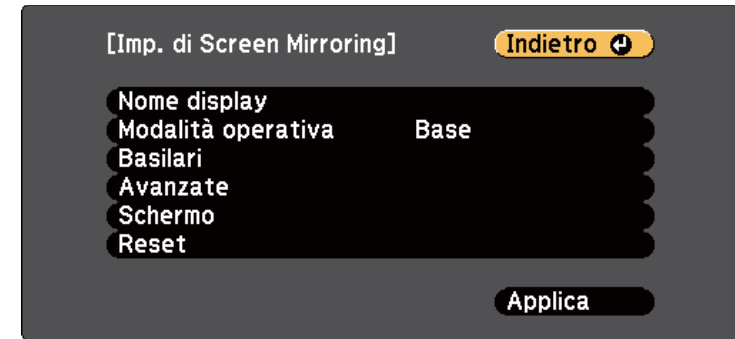 [Imp. di Screen Mirroring] Indietro
Nome display
Modalità operativa Base
Basilari
Avanzate
Schermo
Reset
Applica